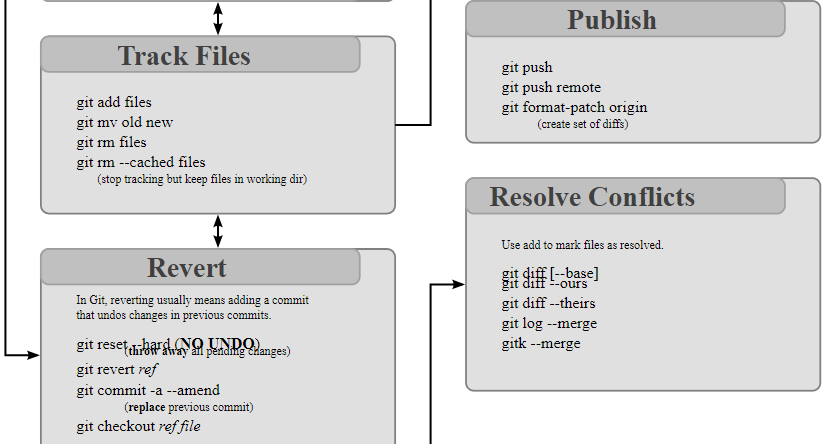 Track Files
git add files
git mv old new
git rm files
git rm --cached files
(stop tracking but keep files in working dir)
Revert
In Git, reverting usually means adding a commit
that undos changes in previous commits.
git reset --hard (NO UNDO)
(throw away all pending changes)
git revert ref
git commit -a --amend
(replace previous commit)
git checkout ref file
Publish
git push
git push remote
git format-patch origin
(create set of diffs)
Resolve Conflicts
Use add to mark files as resolved.
git diff [--base]
git diff --ours
git diff --theirs
git log --merge
gitk --merge